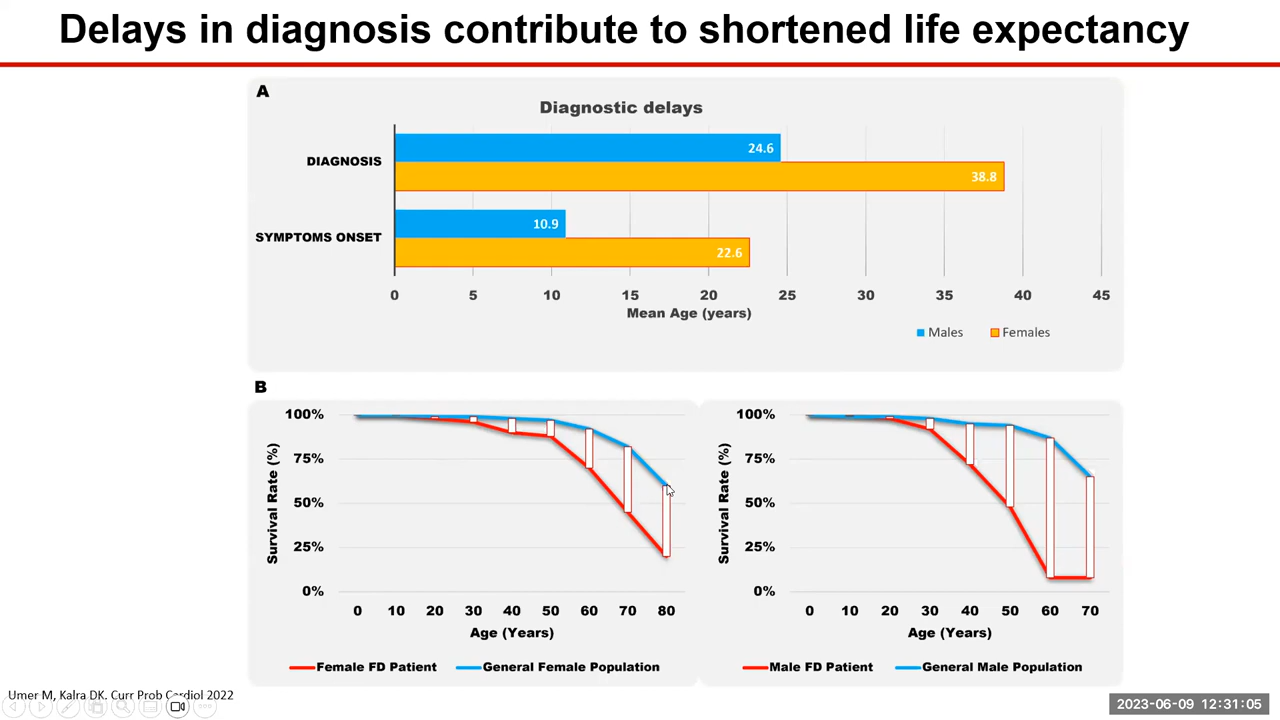 Delays in diagnosis contribute to shortened life expectancy
A
Diagnostic delays
DIAGNOSIS
24.6
38.8
SYMPTOMS ONSET
10.9
22.6
0 5 10 15 20 25 30 35 40 45
Mean Age (years)
Males Females
B
100%
75%
50%
25%
0%
Survival Rate (%)
0 10 20 30 40 50 60 70 80
Age (Years)
Female FD Patient General Female Population
100%
75%
50%
25%
0%
Survival Rate (%)
0 10 20 30 40 50 60 70
Age (Years)
Male FD Patient General Male Population
Umer M, Kalra DK. Curr Prob Cardiol 2022
2023-06-09 12:31:05